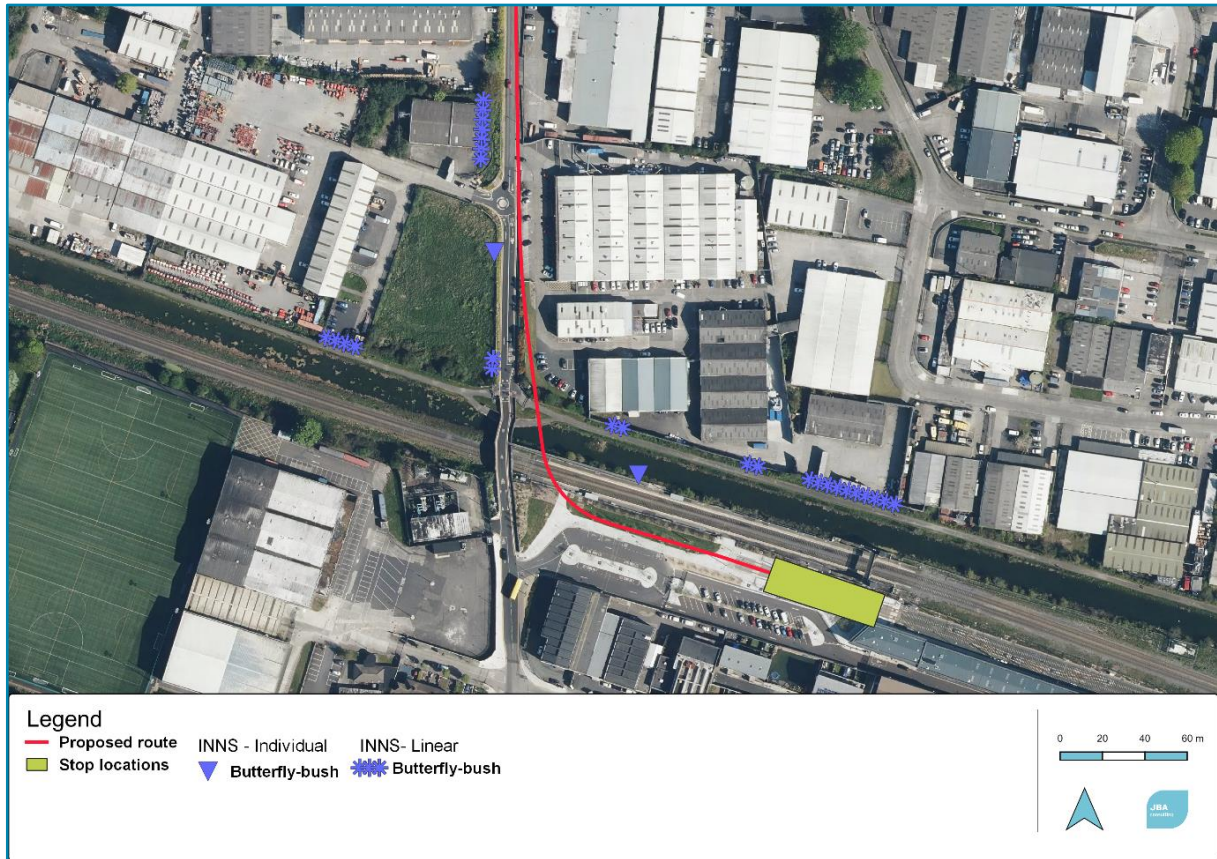 Legend
Proposed route INNS - Individual INNS- Linear
Stop locations Butterfly-bush Butterfly-bush
0 20 40 60 m
JBA
consulting